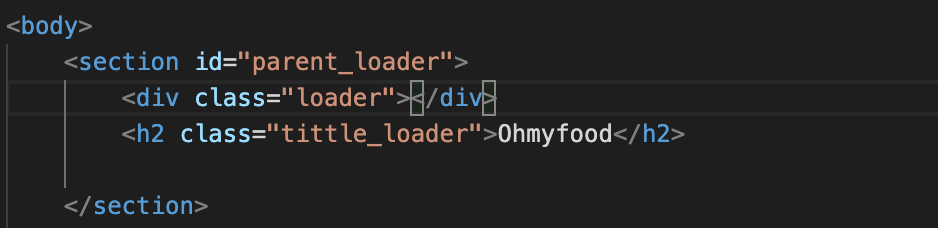 <body>
<section id="parent_loader">
<div class="loader"></div>
<h2 class="tittle_loader">Ohmyfood</h2>
</section>